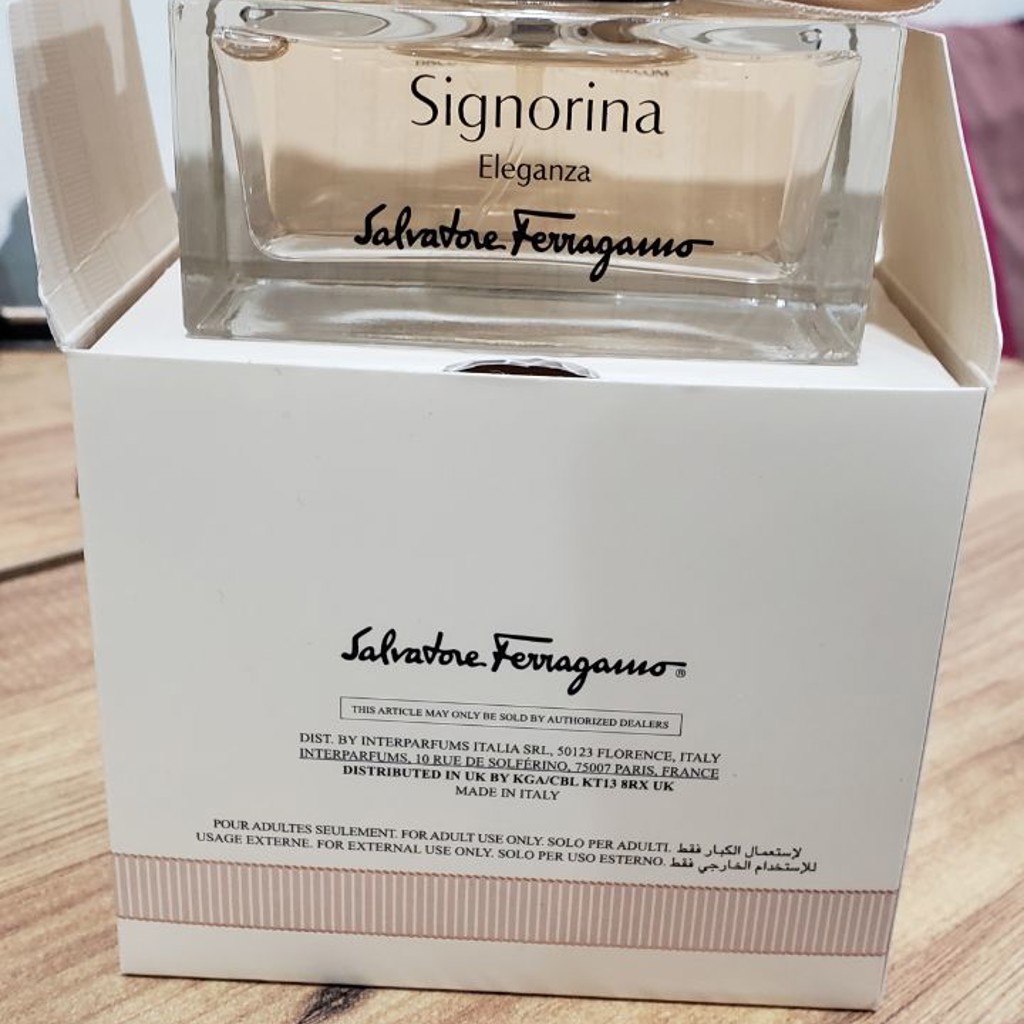 Signorina
Eleganza
Salvatore Ferragamo
Salvatore Ferragamo®
THIS ARTICLE MAY ONLY BE SOLD BY AUTHORIZED DEALERS
DIST. BY INTERPARFUMS ITALIA SRL, 50123 FLORENCE, ITALY
INTERPARFUMS, 10 RUE DE SOLFÉRINO, 75007 PARIS, FRANCE
DISTRIBUTED IN UK BY KGA/CBL KT13 8RX UK
MADE IN ITALY
POUR ADULTES SEULEMENT. FOR ADULT USE ONLY. SOLO PER ADULTI. لإستعمال الكبار فقط
USAGE EXTERNE. FOR EXTERNAL USE ONLY. SOLO PER USO ESTERNO. للإستخدام الخارجي فقط